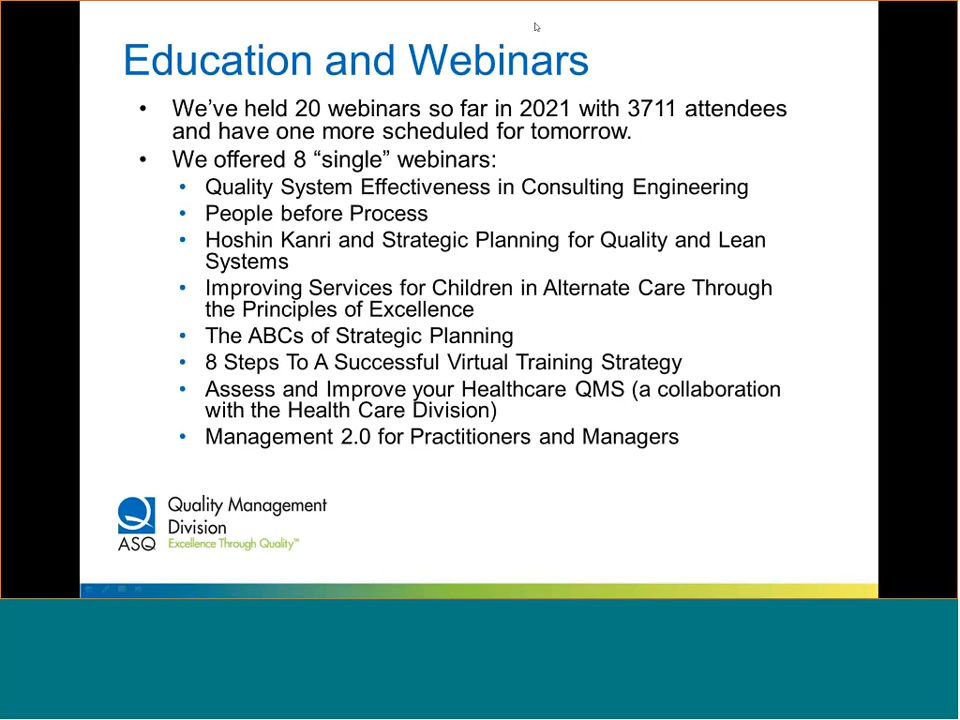 Education and Webinars
• We’ve held 20 webinars so far in 2021 with 3711 attendees
and have one more scheduled for tomorrow.
• We offered 8 “single” webinars:
• Quality System Effectiveness in Consulting Engineering
• People before Process
• Hoshin Kanri and Strategic Planning for Quality and Lean
Systems
• Improving Services for Children in Alternate Care Through
the Principles of Excellence
• The ABCs of Strategic Planning
• 8 Steps To A Successful Virtual Training Strategy
• Assess and Improve your Healthcare QMS (a collaboration
with the Health Care Division)
• Management 2.0 for Practitioners and Managers
Quality Management
Division
ASQ Excellence Through Quality™